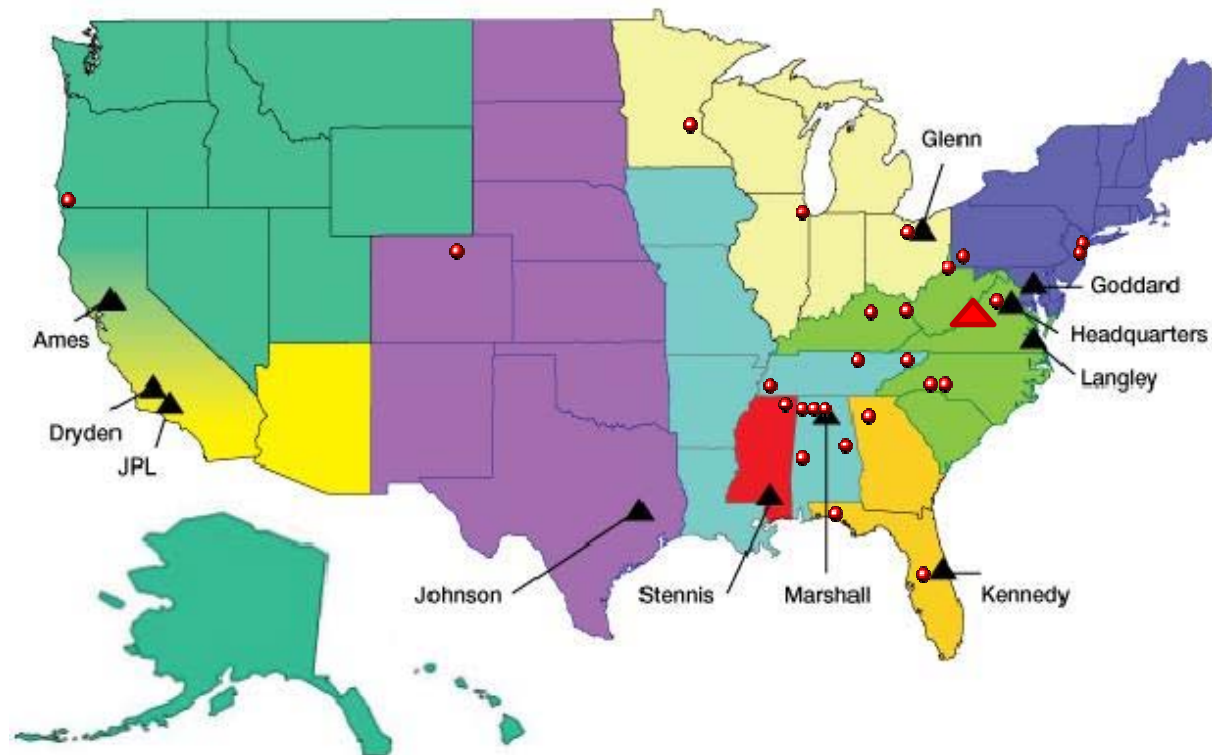 Glenn
Goddard
Ames
Headquarters
Langley
Dryden
JPL
Johnson
Stennis
Marshall
Kennedy